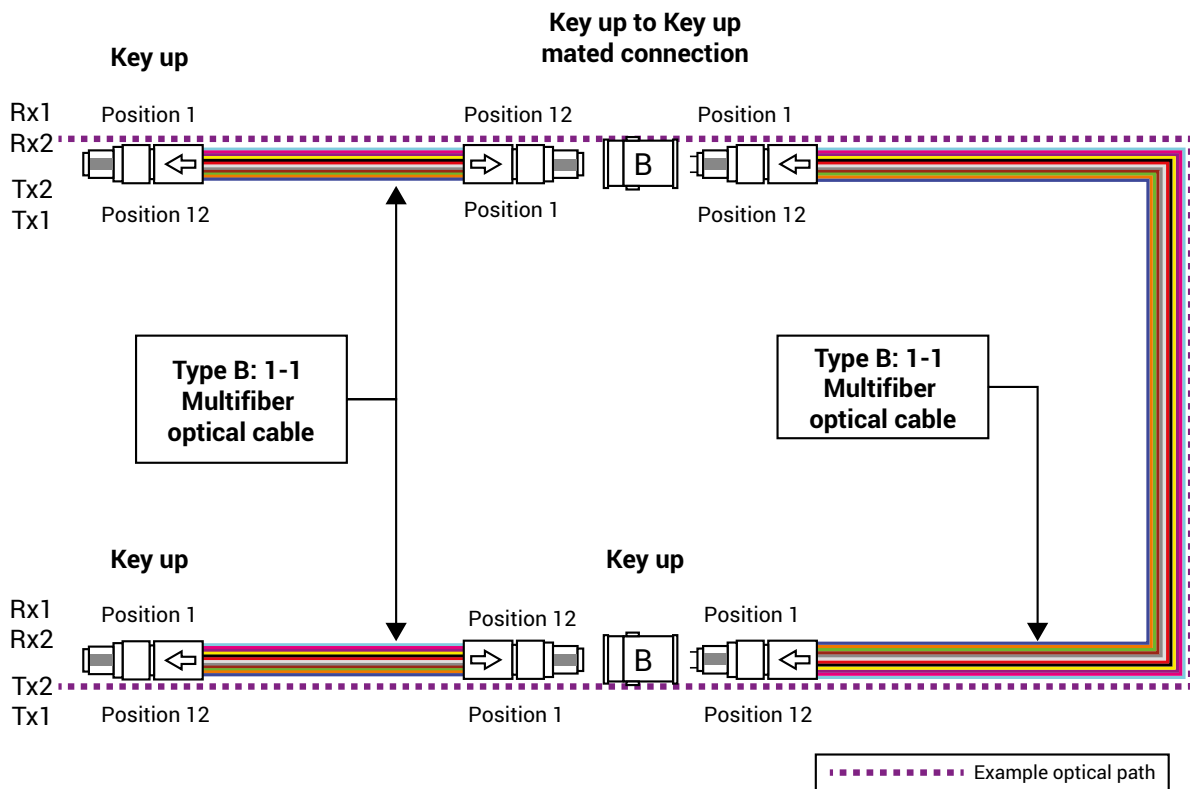 Key up to Key up
mated connection
Key up
Rx1
Position 1
Position 12
Position 1
Rx2
B
Tx2
Position 12
Position 1
Position 12
Tx1
Type B: 1-1
Multifiber
optical cable
Type B: 1-1
Multifiber
optical cable
Key up
Key up
Rx1
Position 1
Position 12
Position 1
Rx2
B
Tx2
Tx1
Position 12
Position 1
Position 12
Example optical path